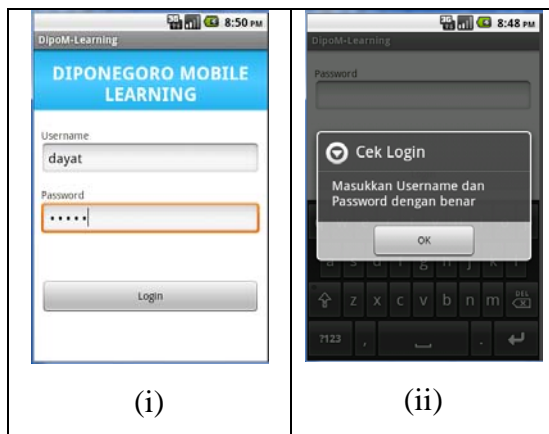 3G
8:50 PM
DipoM-Learning
DIPONEGORO MOBILE
LEARNING
Username
dayat
Password
•••••
Login
(i)
8:48 PM
DipoM-Learning
Password
Cek Login
Masukkan Username dan
Password dengan benar
OK
a s d f g h j k l
z x c v b n m DEL
?123 , .
(ii)